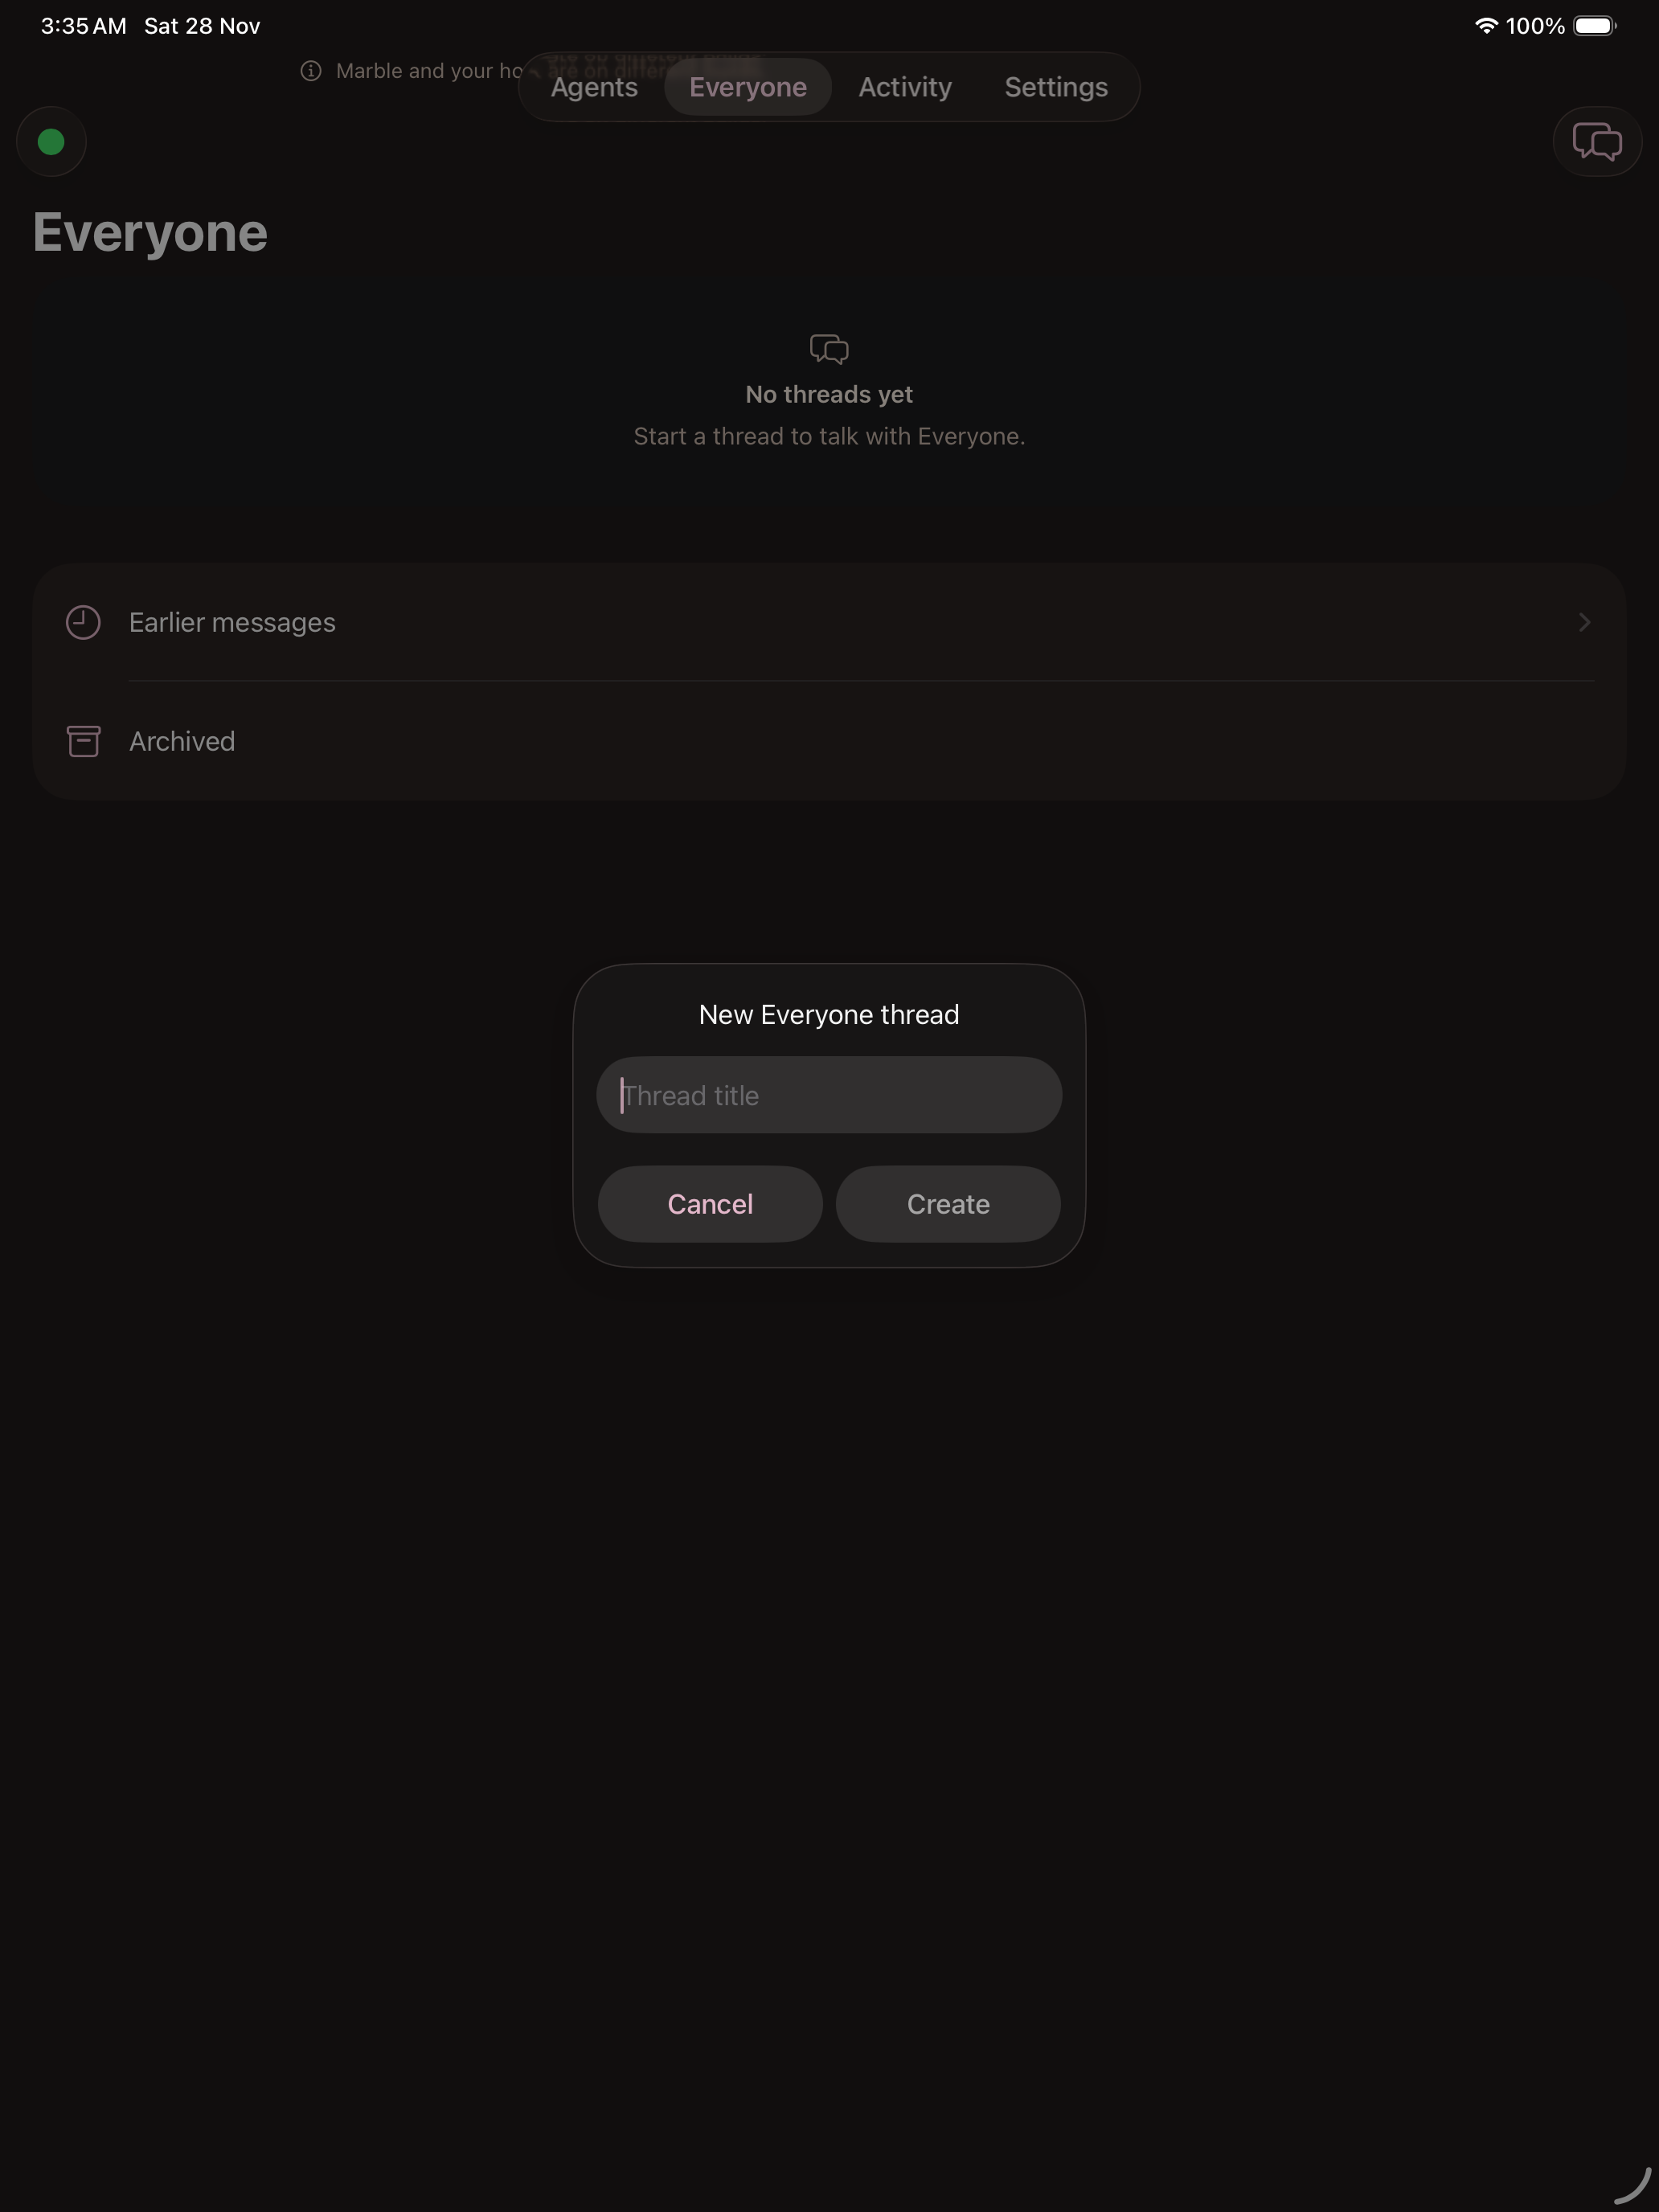 3:35 AM Sat 28 Nov
100%
Marble and your ho
Agents Everyone Activity Settings
Everyone
No threads yet
Start a thread to talk with Everyone.
Earlier messages
Archived
New Everyone thread
Thread title
Cancel Create